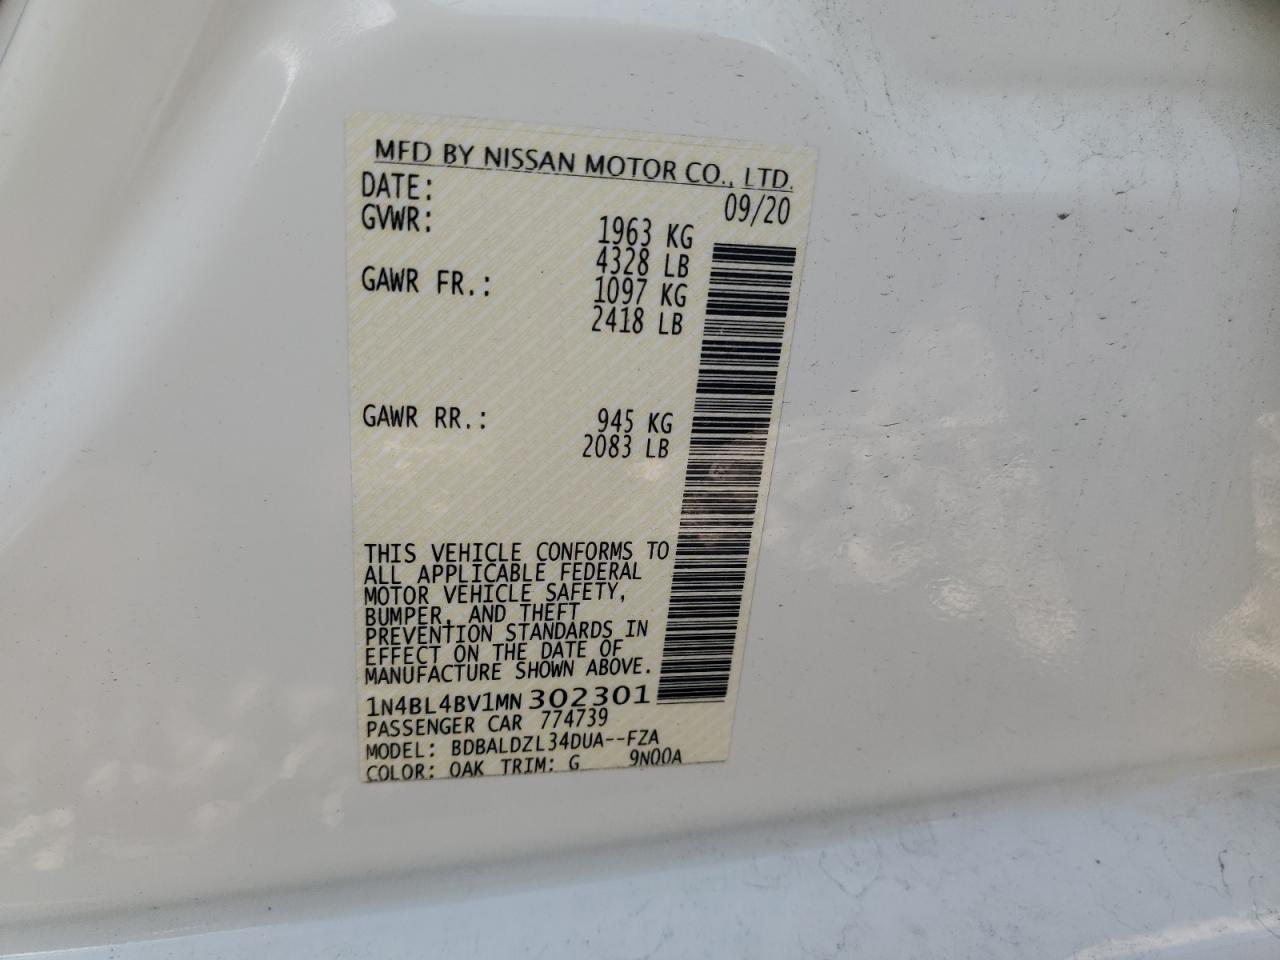 MFD BY NISSAN MOTOR CO., LTD.
DATE: 09/20
GVWR: 1963 KG
4328 LB
GAWR FR.: 1097 KG
2418 LB
GAWR RR.: 945 KG
2083 LB
THIS VEHICLE CONFORMS TO
ALL APPLICABLE FEDERAL
MOTOR VEHICLE SAFETY,
BUMPER, AND THEFT
PREVENTION STANDARDS IN
EFFECT ON THE DATE OF
MANUFACTURE SHOWN ABOVE.
1N4BL4BV1MN302301
PASSENGER CAR 774739
MODEL: BDBALDZL34DUA--FZA
COLOR: QAK TRIM: G 9N00A